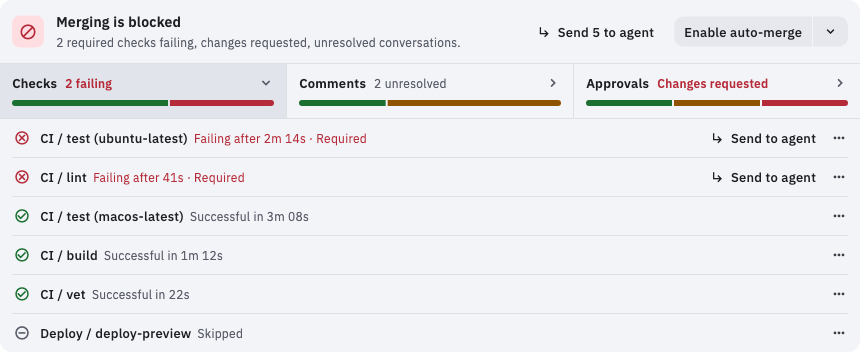 Merging is blocked
2 required checks failing, changes requested, unresolved conversations.
Send 5 to agent
Enable auto-merge
Checks 2 failing
Comments 2 unresolved
Approvals Changes requested
CI / test (ubuntu-latest) Failing after 2m 14s · Required Send to agent
CI / lint Failing after 41s · Required Send to agent
CI / test (macos-latest) Successful in 3m 08s
CI / build Successful in 1m 12s
CI / vet Successful in 22s
Deploy / deploy-preview Skipped